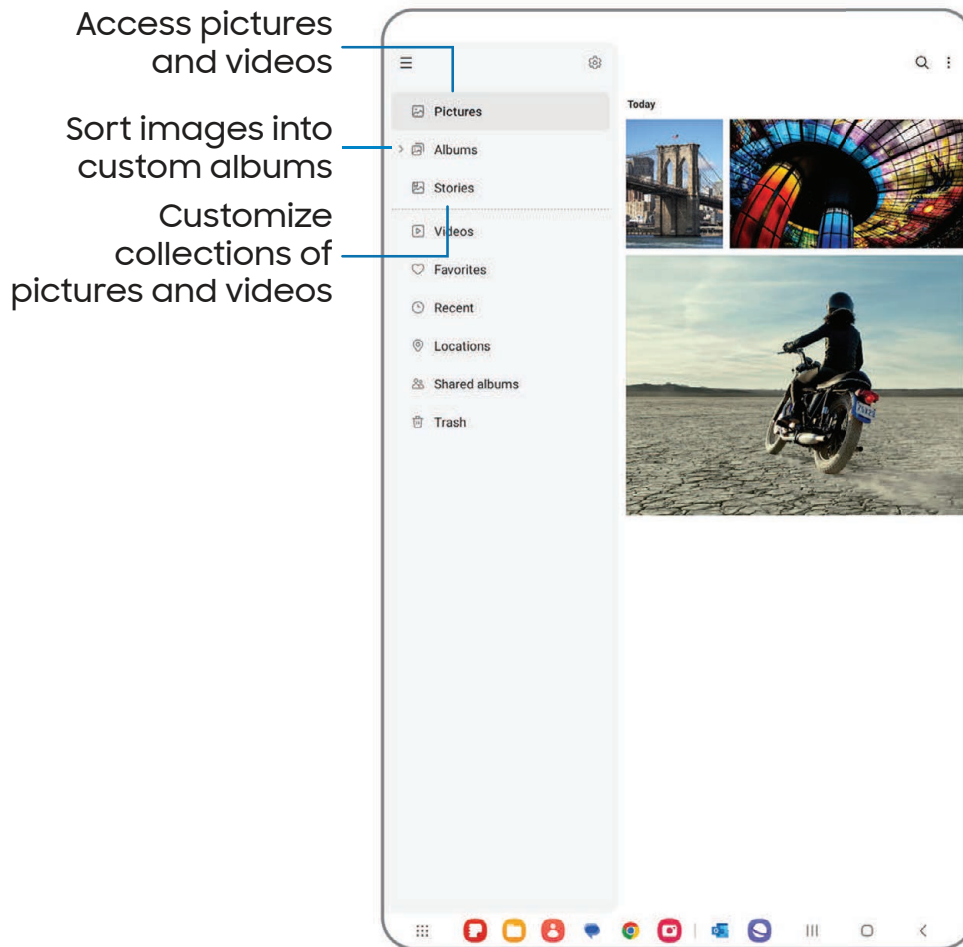 Access pictures
and videos
Sort images into
custom albums
Customize
collections of
pictures and videos
Pictures
Albums
Stories
Videos
Favorites
Recent
Locations
Shared albums
Trash
Today